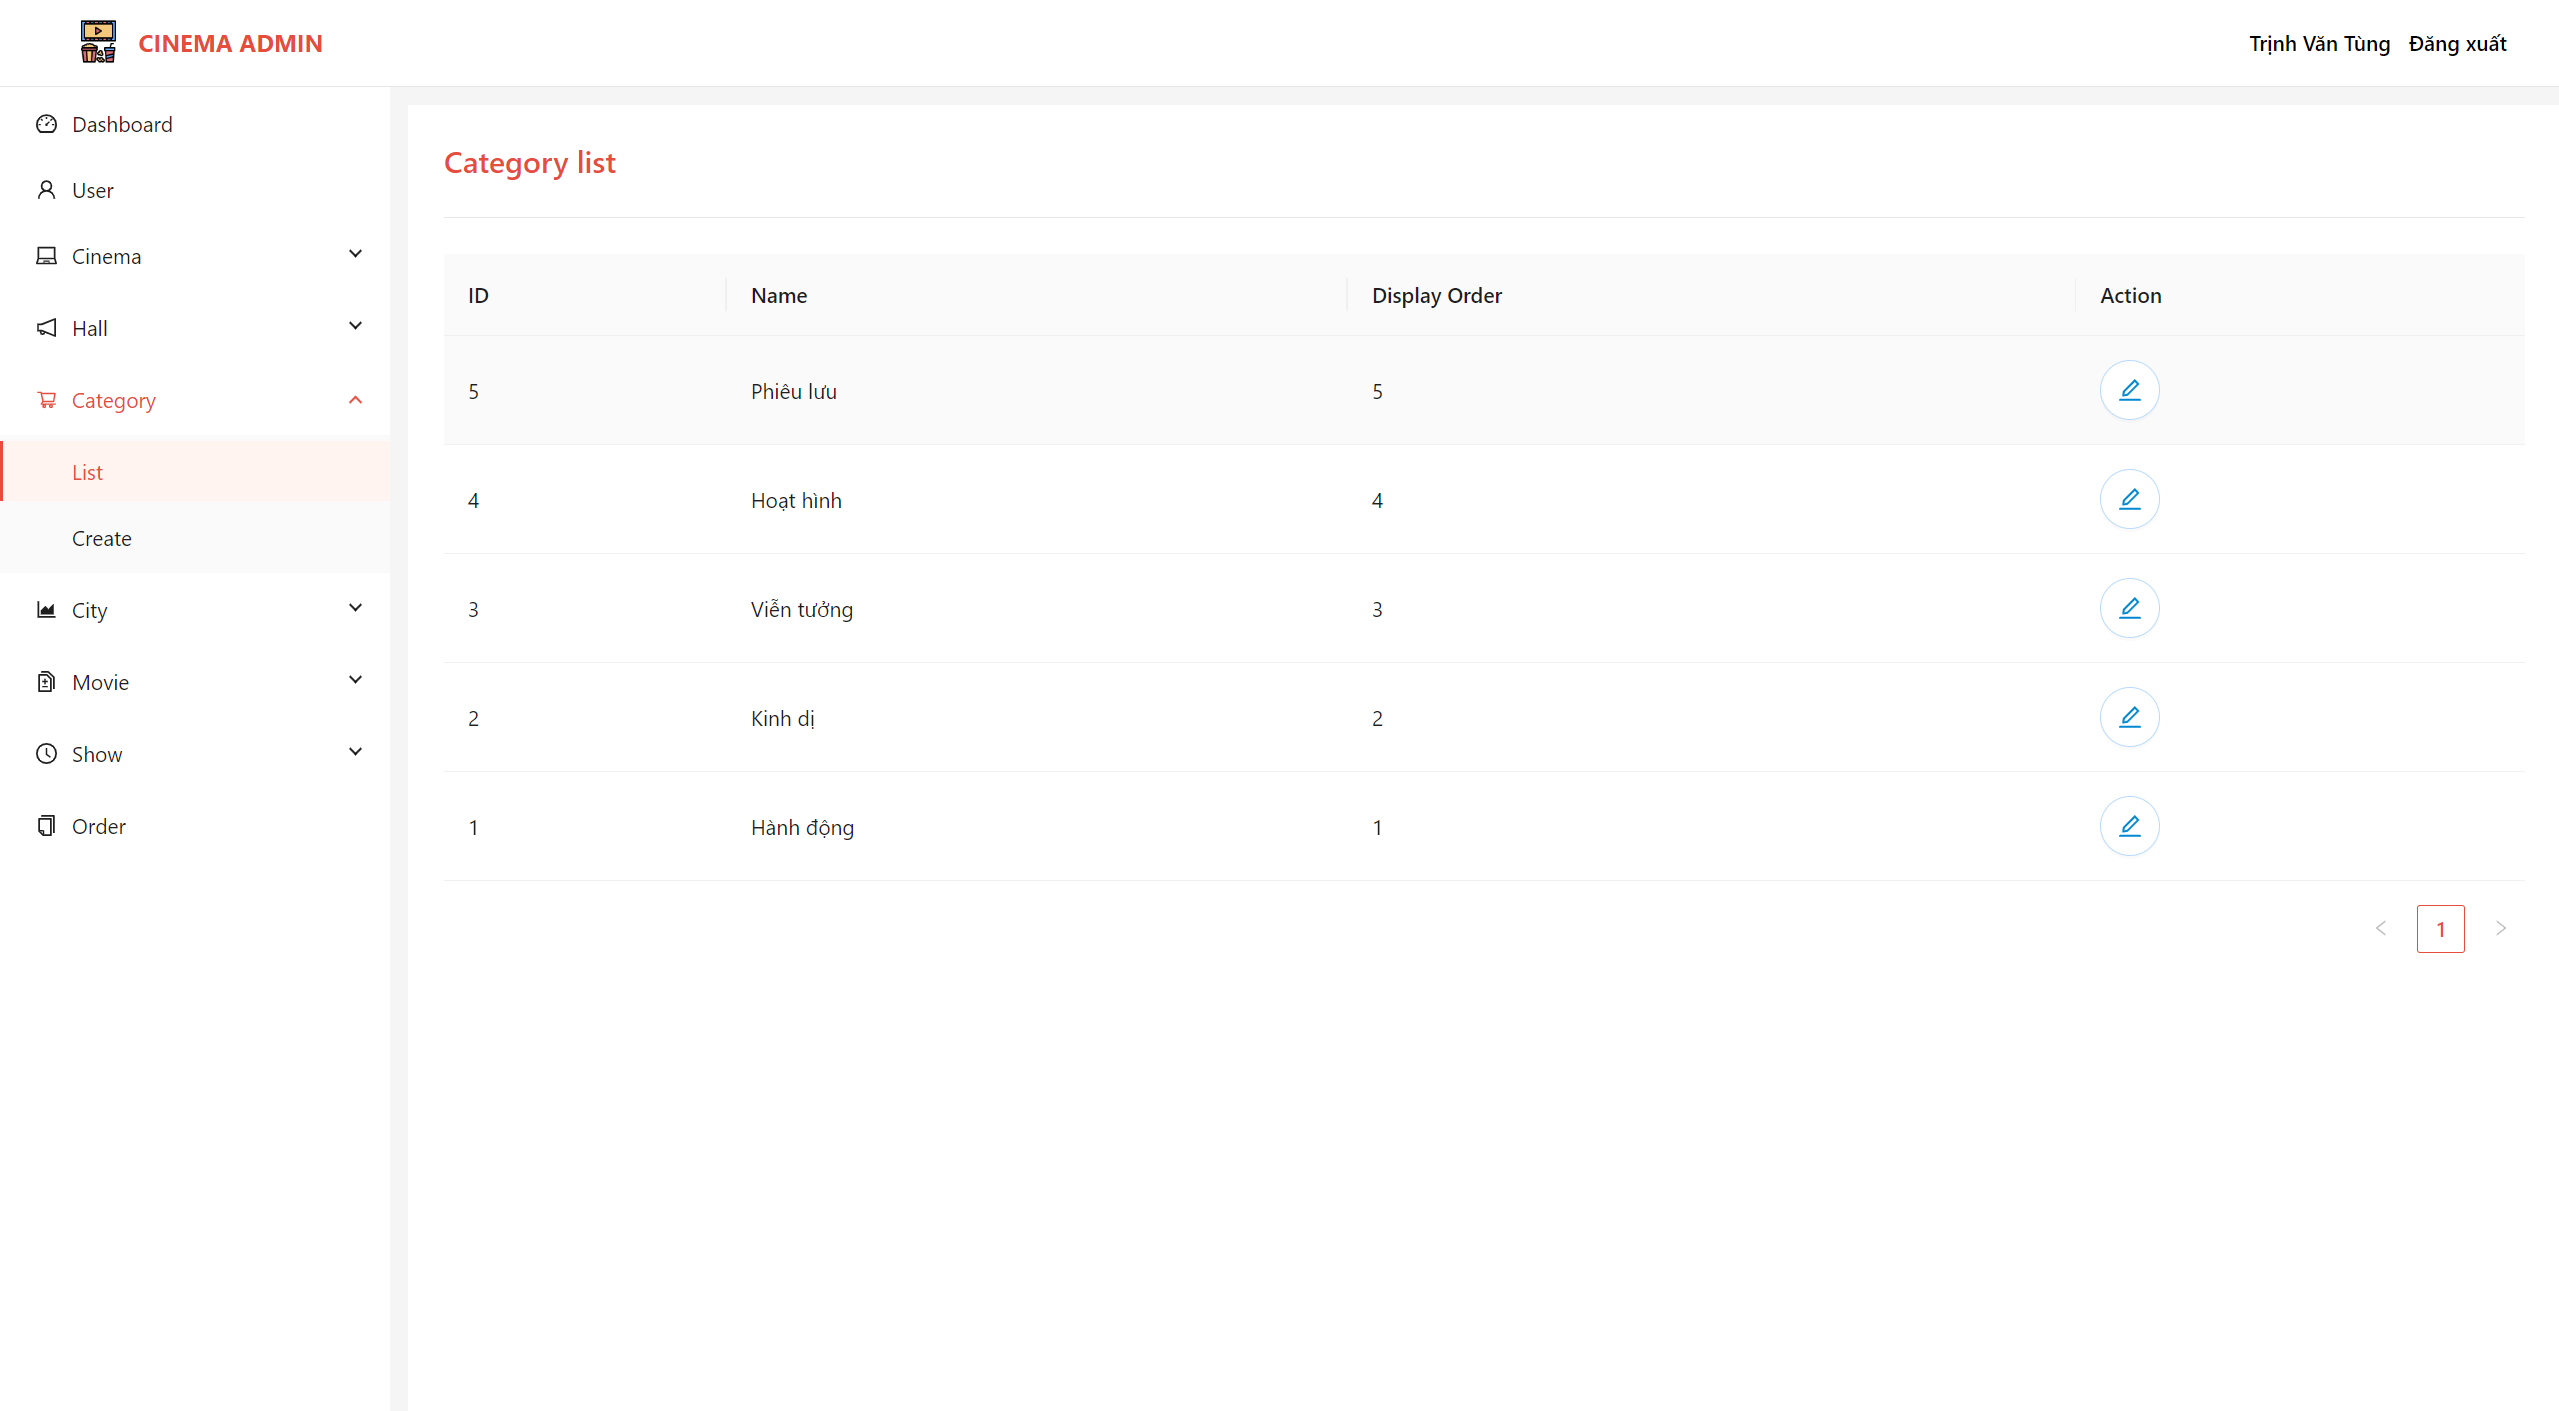 CINEMA ADMIN
Trịnh Văn Tùng Đăng xuất
Dashboard
User
Cinema
Hall
Category
List
Create
City
Movie
Show
Order
Category list
ID Name Display Order Action
5 Phiêu lưu 5
4 Hoạt hình 4
3 Viễn tưởng 3
2 Kinh dị 2
1 Hành động 1
1